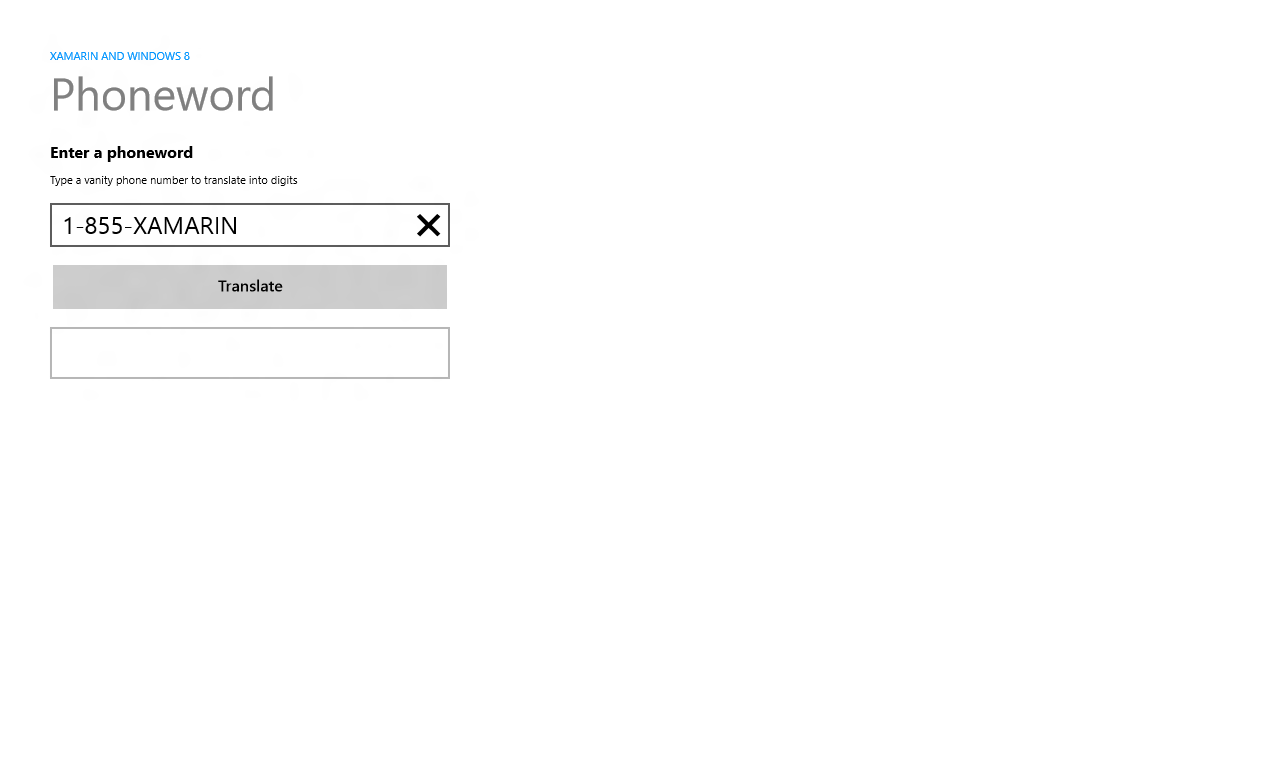 XAMARIN AND WINDOWS 8
Phoneword
Enter a phoneword
Type a vanity phone number to translate into digits
1-855-XAMARIN
Translate